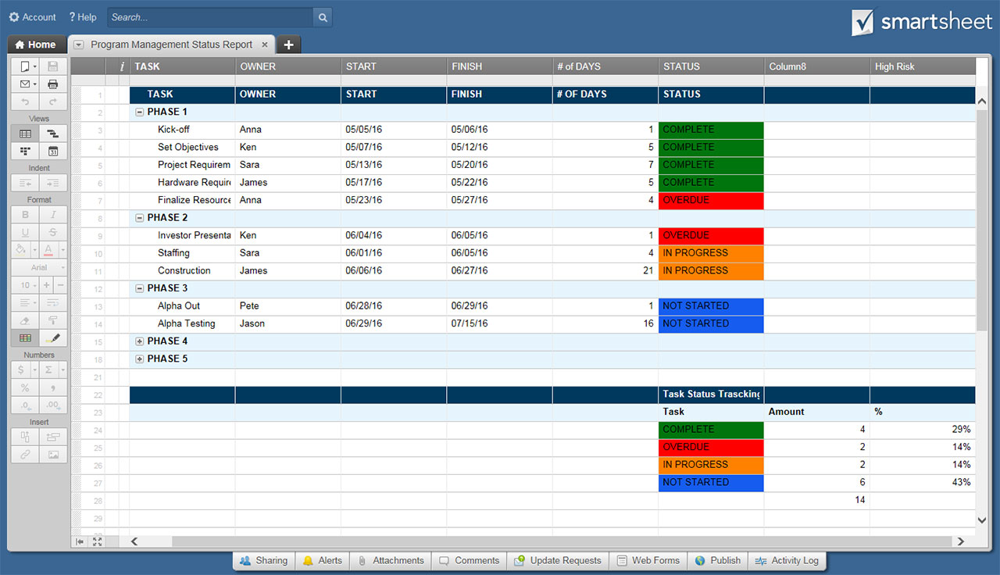 Account ? Help Search...
smartsheet
Home Program Management Status Report × +
i TASK OWNER START FINISH # of DAYS STATUS Column8 High Risk
1 TASK OWNER START FINISH # OF DAYS STATUS
2 PHASE 1
3 Kick-off Anna 05/05/16 05/06/16 1 COMPLETE
4 Set Objectives Ken 05/07/16 05/12/16 5 COMPLETE
5 Project Requirem Sara 05/13/16 05/20/16 7 COMPLETE
6 Hardware Require James 05/17/16 05/22/16 5 COMPLETE
7 Finalize Resource Anna 05/23/16 05/27/16 4 OVERDUE
8 PHASE 2
9 Investor Presenta Ken 06/04/16 06/05/16 1 OVERDUE
10 Staffing Sara 06/01/16 06/05/16 4 IN PROGRESS
11 Construction James 06/06/16 06/27/16 21 IN PROGRESS
12 PHASE 3
13 Alpha Out Pete 06/28/16 06/29/16 1 NOT STARTED
14 Alpha Testing Jason 06/29/16 07/15/16 16 NOT STARTED
15 PHASE 4
18 PHASE 5
21
22 Task Status Trascking
23 Task Amount %
24 COMPLETE 4 29%
25 OVERDUE 2 14%
26 IN PROGRESS 2 14%
27 NOT STARTED 6 43%
28 14
29
Views
31
Indent
Format
B I
U S
A
Arial
10 + −
Numbers
$ Σ
% ,
.0 .00
Insert
Sharing Alerts Attachments Comments Update Requests Web Forms Publish Activity Log